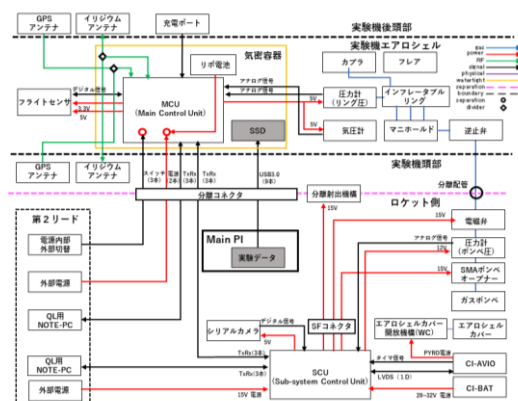 GPS
アンテナ
イリジウム
アンテナ
充電ポート
実験機後頭部
実験機エアロシェル
gas
power
RF
signal
physical
watertight
separation
boundary
separation
divider
気密容器
リポ電池
カプラ
フレア
デジタル信号
フライトセンサ
3.3V
5V
MCU
(Main Control Unit)
アナログ信号
アナログ信号
5V
圧力計
(リング圧)
インフレータブル
リング
SSD
5V
気圧計
マニホールド
逆止弁
実験機頭部
GPS
アンテナ
イリジウム
アンテナ
スイッチ
(3本)
電源
2本)
TxRx
(3本)
TxRx
(3本)
USB3.0
(9本)
分離コネクタ
分離射出機構
分離配管
ロケット側
第2リード
15V
15V
電磁弁
電源内部
外部切替
Main PI
実験データ
アナログ信号
12V
圧力計
(ボンベ圧)
外部電源
15V
SMAボンベ
オープナー
ガスボンベ
QL用
NOTE-PC
デジタル信号
シリアルカメラ
5V
SFコネクタ
エアロシェルカバー
開放機構(WC)
エアロシェル
カバー
TxRx(3本)
PYRO電源
QL用
NOTE-PC
TxRx(3本)
SCU
(Sub-system Control Unit)
タイマ信号
CI-AVIO
LVDS (1D)
外部電源
15V 電源
28-32V 電源
CI-BAT